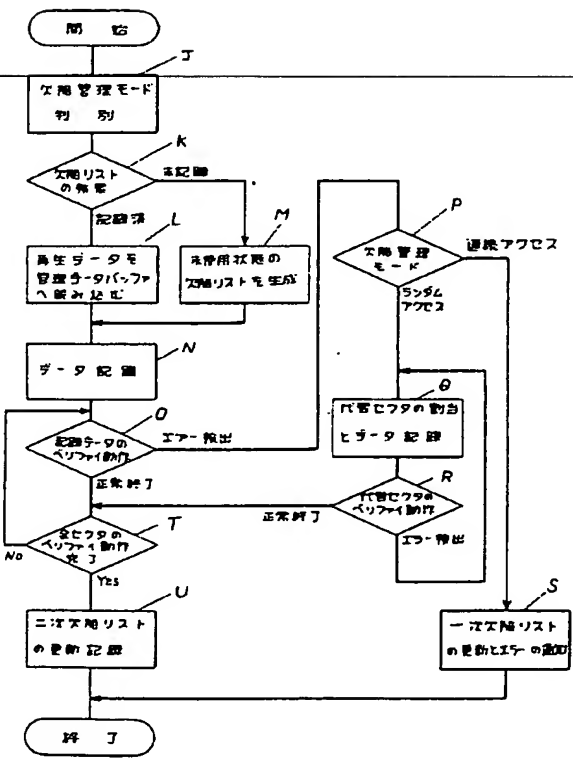 開始
J
欠陥管理モード
判別
K
欠陥リスト
の有無
未記録
記録済
L
再生データを
管理データバッファ
へ読み込む
M
未使用状態の
欠陥リストを生成
N
データ記録
O
記録データの
ベリファイ動作
エラー検出
正常終了
T
全セクタの
ベリファイ動作
完了
No
Yes
U
二次欠陥リスト
の更新記録
終了
P
欠陥管理
モード
連続アクセス
ランダム
アクセス
Q
代替セクタの割当
とデータ記録
R
代替セクタの
ベリファイ動作
正常終了
エラー検出
S
一次欠陥リスト
の更新とエラーの通知